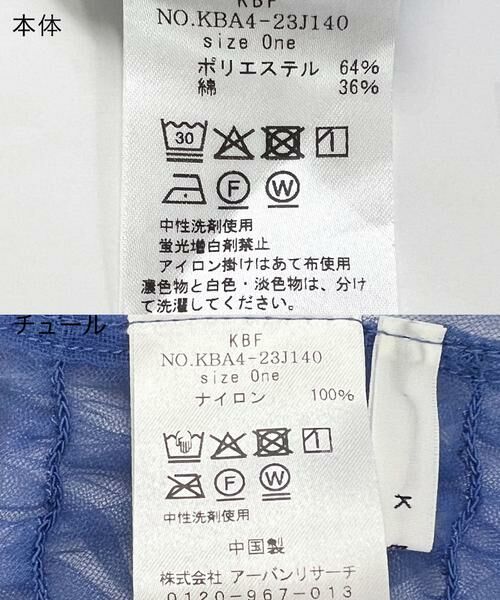 本体
KBF
NO.KBA4-23J140
size One
ポリエステル 64%
綿 36%
30
F W
中性洗剤使用
蛍光増白剤禁止
アイロン掛けはあて布使用
濃色物と白色・淡色物は、分け
て洗濯してください。
チュール
KBF
NO.KBA4-23J140
size One
ナイロン 100%
F W
中性洗剤使用
中国製
株式会社 アーバンリサーチ
0120-967-013
K